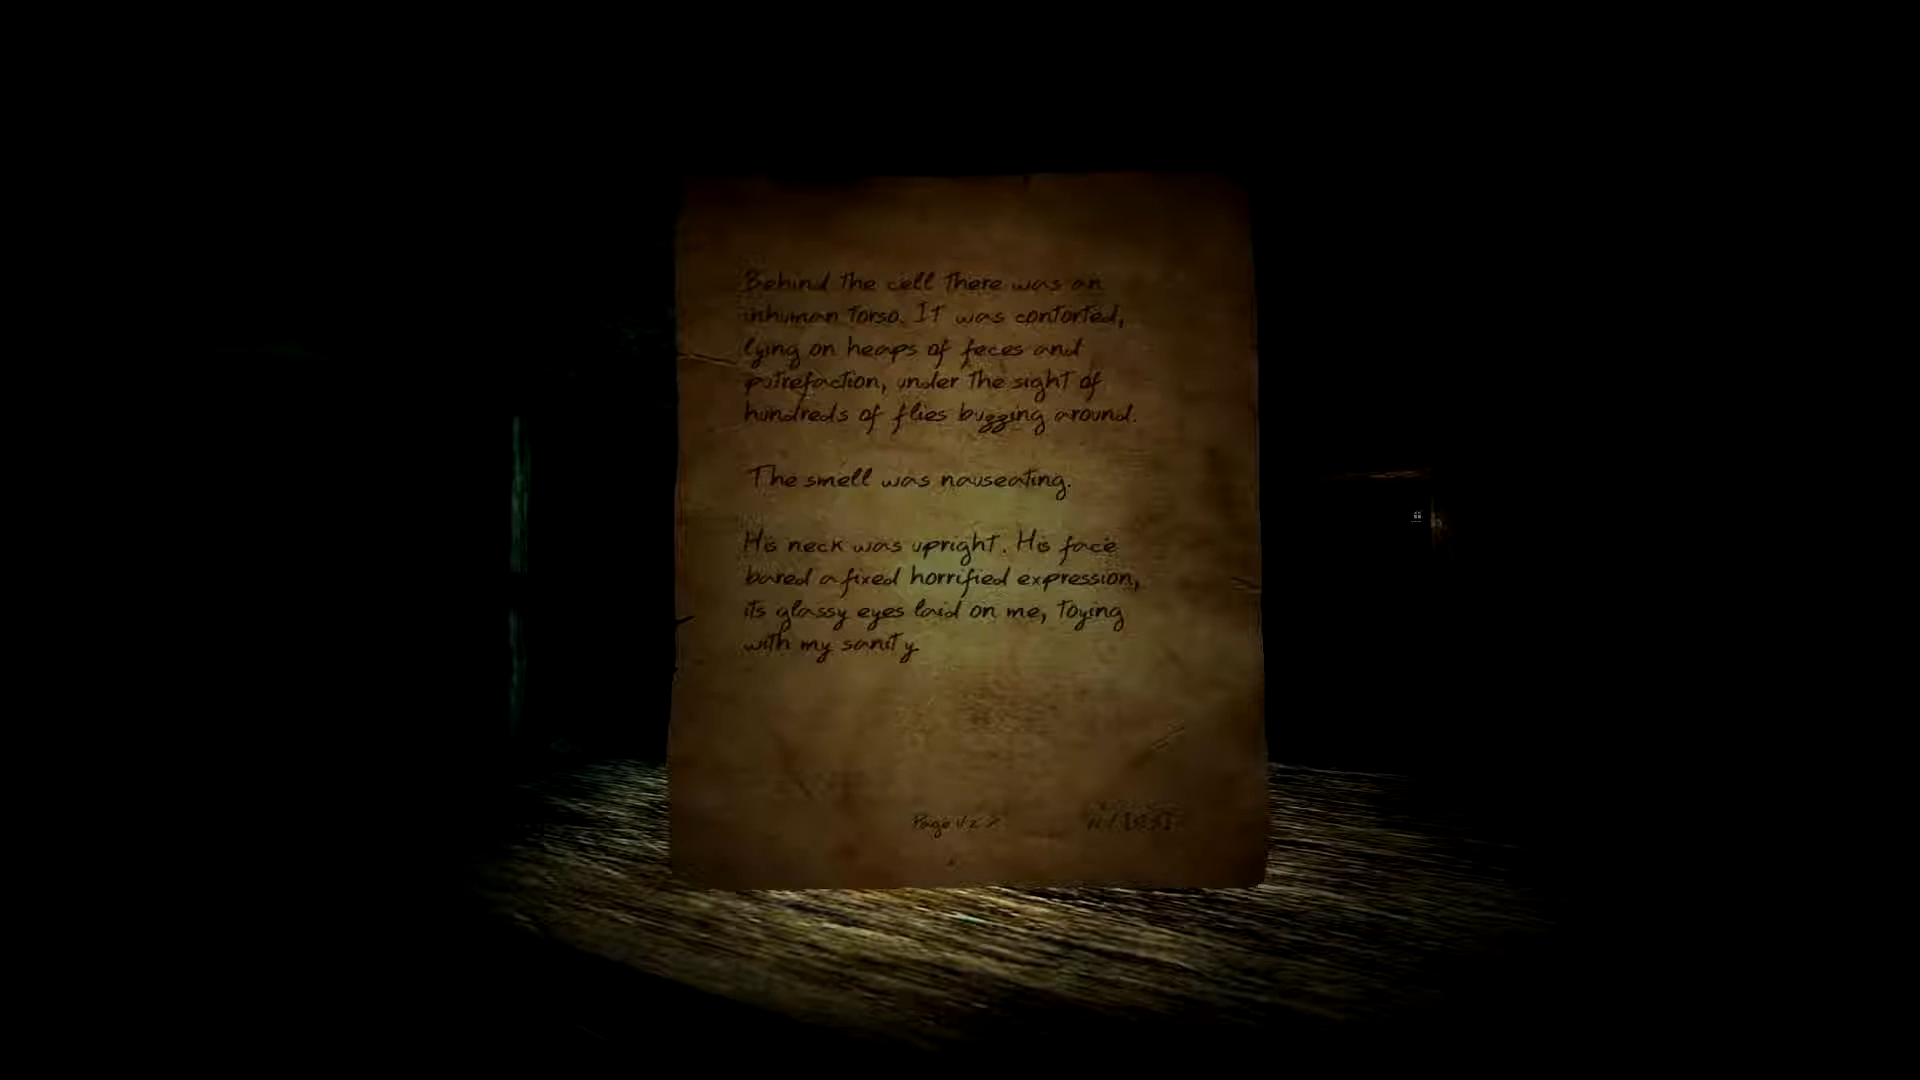 Behind the cell there was an
inhuman torso. It was contorted,
lying on heaps of feces and
putrefaction, under the sight of
hundreds of flies buzzing around.
The smell was nauseating.
His neck was upright. His face
bared a fixed horrified expression,
its glassy eyes laid on me, toying
with my sanity.
Page